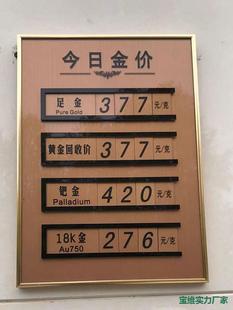 今日金价
足金 377 元/克
Pure Gold
黄金回收价 377 元/克
钯金 420 元/克
Palladium
18K金 276 元/克
Au750
宝维实力厂家